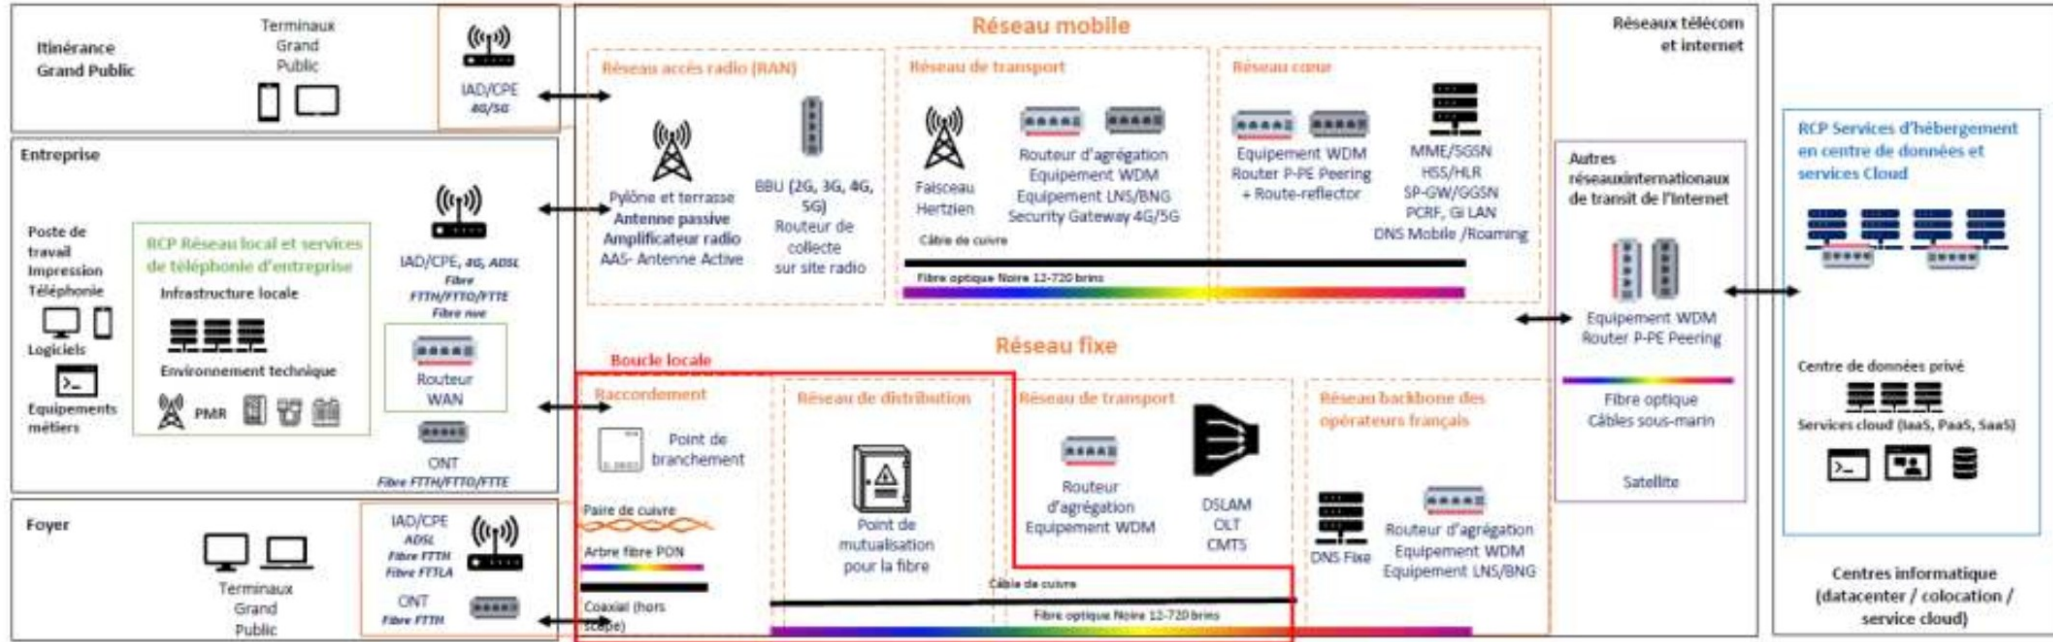 Itinérance
Grand Public
Terminaux
Grand
Public
IAD/CPE
4G/5G
Entreprise
Poste de
travail
Impression
Téléphonie
Logiciels
Equipements
métiers
RCP Réseau local et services
de téléphonie d'entreprise
Infrastructure locale
Environnement technique
PMR
IAD/CPE, 4G, ADSL
Fibre
FTTH/FTTO/FTTE
Fibre nue
Routeur
WAN
ONT
Fibre FTTH/FTTO/FTTE
Foyer
Terminaux
Grand
Public
IAD/CPE
ADSL
Fibre FTTH
Fibre FTTLA
ONT
Fibre FTTH
Réseau mobile
Réseau accès radio (RAN)
Pylône et terrasse
Antenne passive
Amplificateur radio
AAS- Antenne Active
BBU (2G, 3G, 4G,
5G)
Routeur de
collecte
sur site radio
Réseau de transport
Faisceau
Hertzien
Routeur d'agrégation
Equipement WDM
Equipement LNS/BNG
Security Gateway 4G/5G
Câble de cuivre
Fibre optique Noire 12-720 brins
Réseau cœur
Equipement WDM
Router P-PE Peering
+ Route-reflector
MME/SGSN
HSS/HLR
SP-GW/GGSN
PCRF, Gi LAN
DNS Mobile /Roaming
Réseau fixe
Boucle locale
Raccordement
Point de
branchement
Paire de cuivre
Arbre fibre PON
Coaxial (hors
scope)
Réseau de distribution
Point de
mutualisation
pour la fibre
Réseau de transport
Routeur
d'agrégation
Equipement WDM
DSLAM
OLT
CMTS
Câble de cuivre
Fibre optique Noire 12-720 brins
Réseau backbone des
opérateurs français
DNS Fixe
Routeur d'agrégation
Equipement WDM
Equipement LNS/BNG
Réseaux télécom
et internet
Autres
réseauxinternationaux
de transit de l'Internet
Equipement WDM
Router P-PE Peering
Fibre optique
Câbles sous-marin
Satellite
RCP Services d'hébergement
en centre de données et
services Cloud
Centre de données privé
Services cloud (IaaS, PaaS, SaaS)
Centres informatique
(datacenter / colocation /
service cloud)